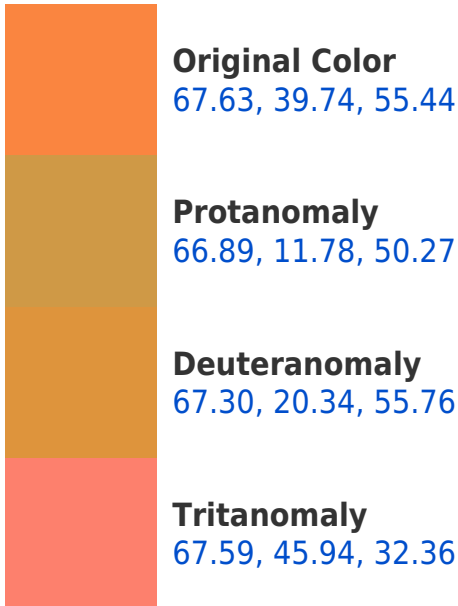 Original Color
67.63, 39.74, 55.44
Protanomaly
66.89, 11.78, 50.27
Deuteranomaly
67.30, 20.34, 55.76
Tritanomaly
67.59, 45.94, 32.36